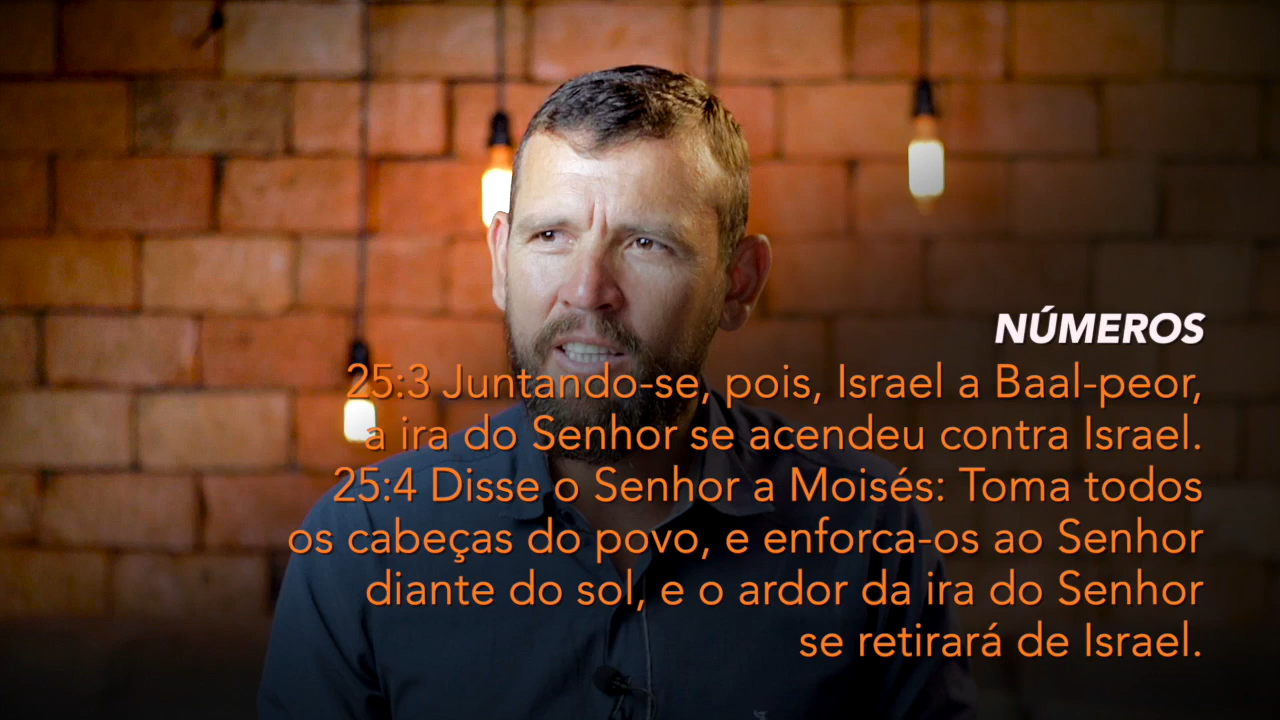 NÚMEROS
25:3 Juntando-se, pois, Israel a Baal-peor,
a ira do Senhor se acendeu contra Israel.
25:4 Disse o Senhor a Moisés: Toma todos
os cabeças do povo, e enforca-os ao Senhor
diante do sol, e o ardor da ira do Senhor
se retirará de Israel.